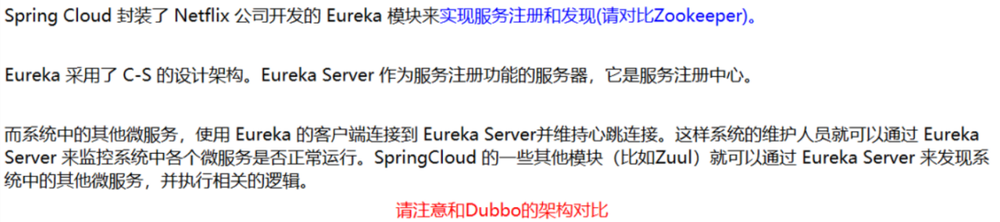 Spring Cloud 封装了 Netflix 公司开发的 Eureka 模块来实现服务注册和发现(请对比Zookeeper)。
Eureka 采用了 C-S 的设计架构。Eureka Server 作为服务注册功能的服务器，它是服务注册中心。
而系统中的其他微服务，使用 Eureka 的客户端连接到 Eureka Server并维持心跳连接。这样系统的维护人员就可以通过 Eureka
Server 来监控系统中各个微服务是否正常运行。SpringCloud 的一些其他模块（比如Zuul）就可以通过 Eureka Server 来发现系
统中的其他微服务，并执行相关的逻辑。
请注意和Dubbo的架构对比